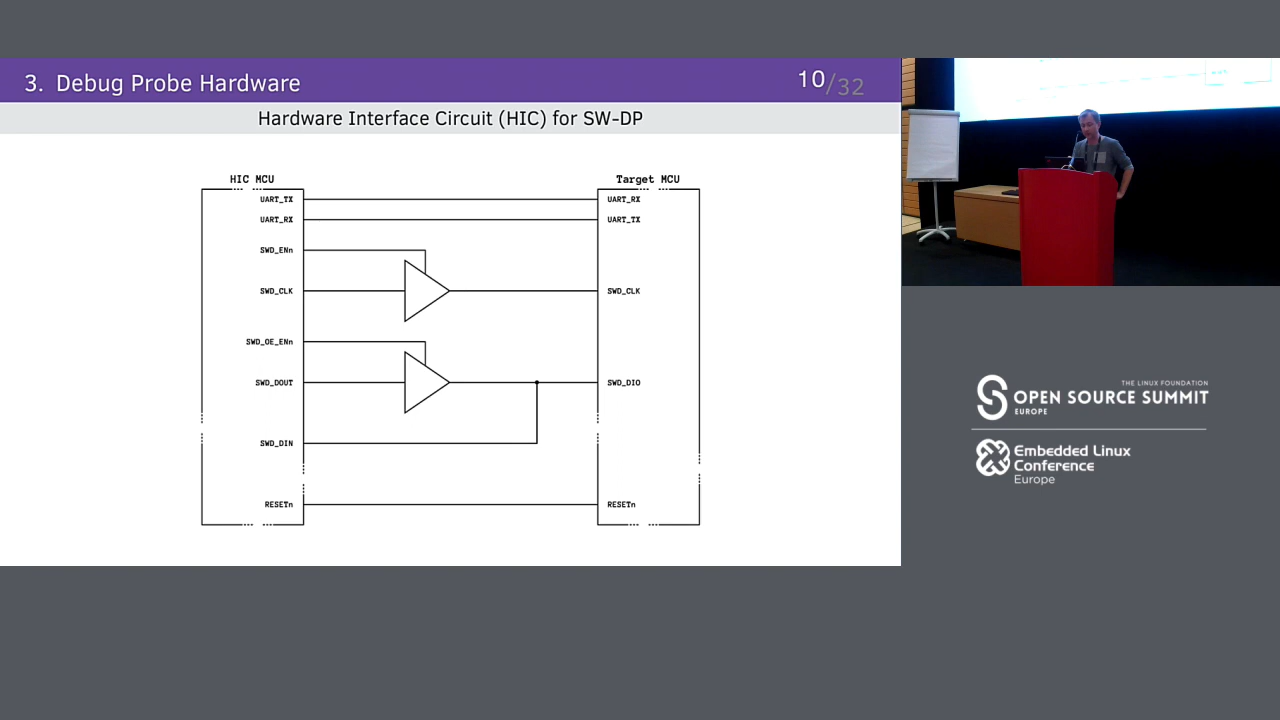 3. Debug Probe Hardware
10/32
Hardware Interface Circuit (HIC) for SW-DP
HIC MCU
Target MCU
UART_TX
UART_RX
UART_RX
UART_TX
SWD_ENn
SWD_CLK
SWD_CLK
SWD_OE_ENn
SWD_DOUT
SWD_DIO
SWD_DIN
RESETn
RESETn
THE LINUX FOUNDATION
OPEN SOURCE SUMMIT
EUROPE
Embedded Linux
Conference
Europe